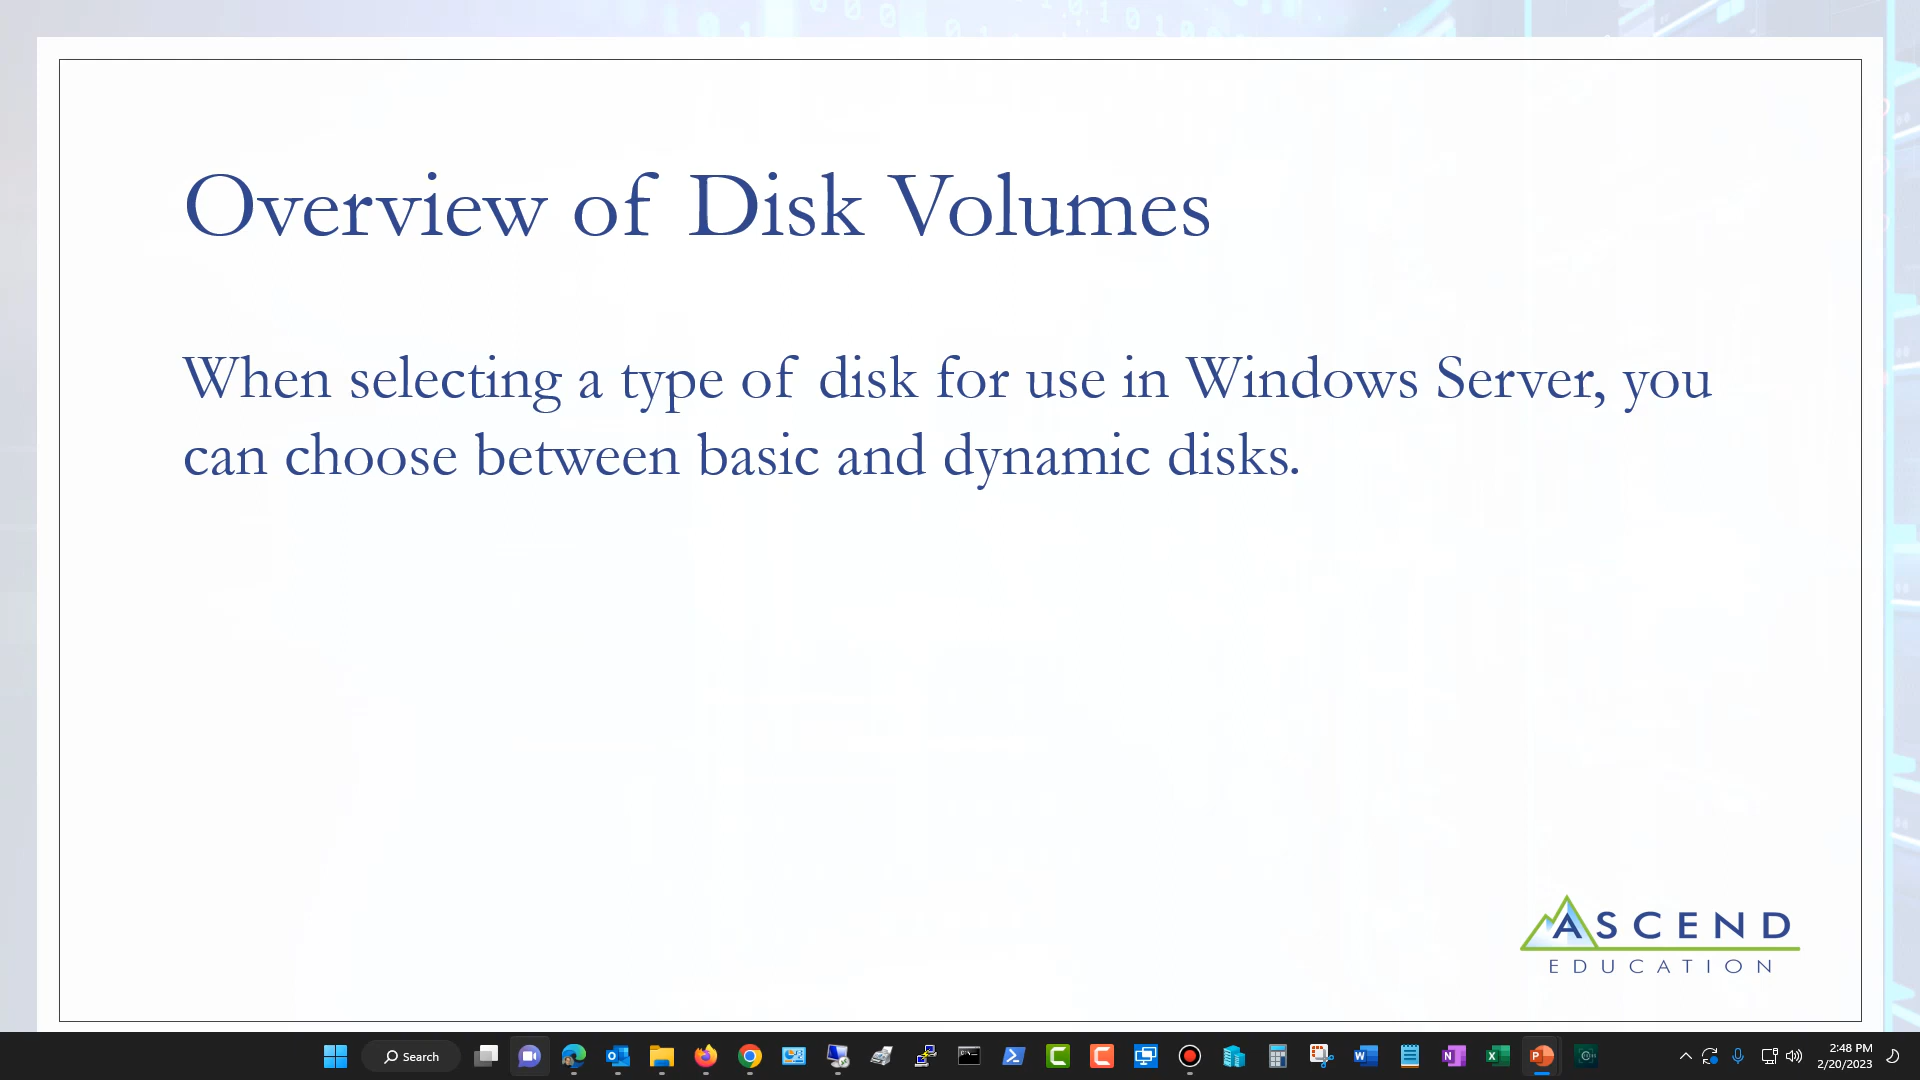 Overview of Disk Volumes
When selecting a type of disk for use in Windows Server, you
can choose between basic and dynamic disks.
ASCEND
EDUCATION
Search
2:48 PM
2/20/2023